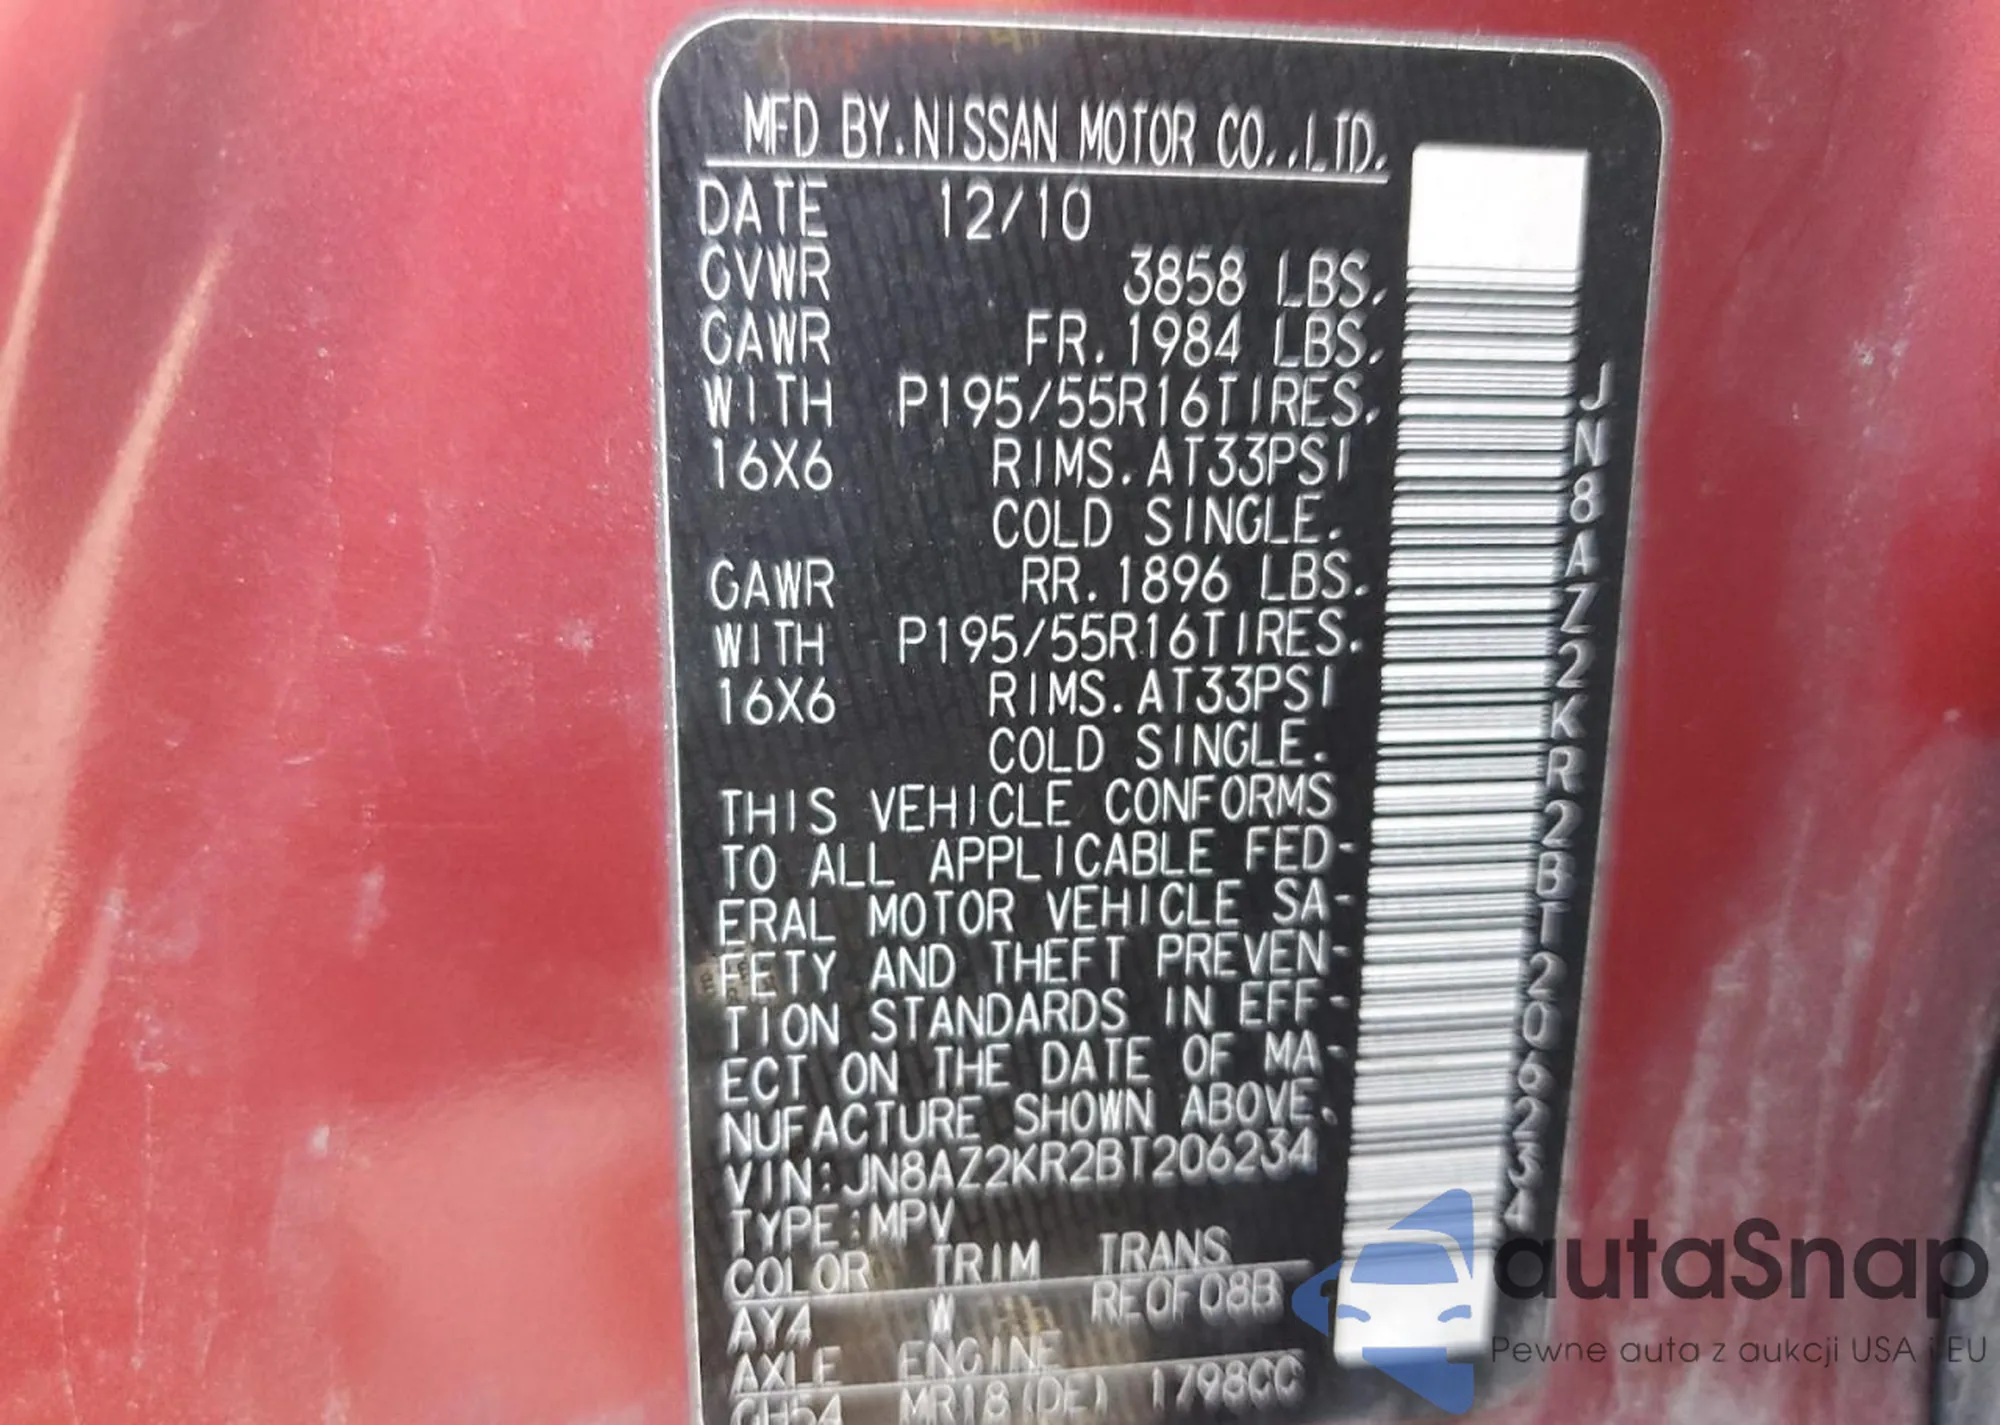 MFD BY.NISSAN MOTOR CO.,LTD.
DATE 12/10
GVWR 3858 LBS.
GAWR FR.1984 LBS.
WITH P195/55R16TIRES.
16X6 RIMS.AT33PSI
COLD SINGLE.
GAWR RR.1896 LBS.
WITH P195/55R16TIRES.
16X6 RIMS.AT33PSI
COLD SINGLE.
THIS VEHICLE CONFORMS
TO ALL APPLICABLE FED-
ERAL MOTOR VEHICLE SA-
FETY AND THEFT PREVEN-
TION STANDARDS IN EFF-
ECT ON THE DATE OF MA-
NUFACTURE SHOWN ABOVE.
VIN:JN8AZ2KR2BT206234
TYPE:MPV
COLOR TRIM TRANS
AY4 W RE0F08B
AXLE ENGINE
GH54 MR18(DE) 1798CC
JN8AZ2KR2BT206234
autaSnap
Pewne auta z aukcji USA i EU